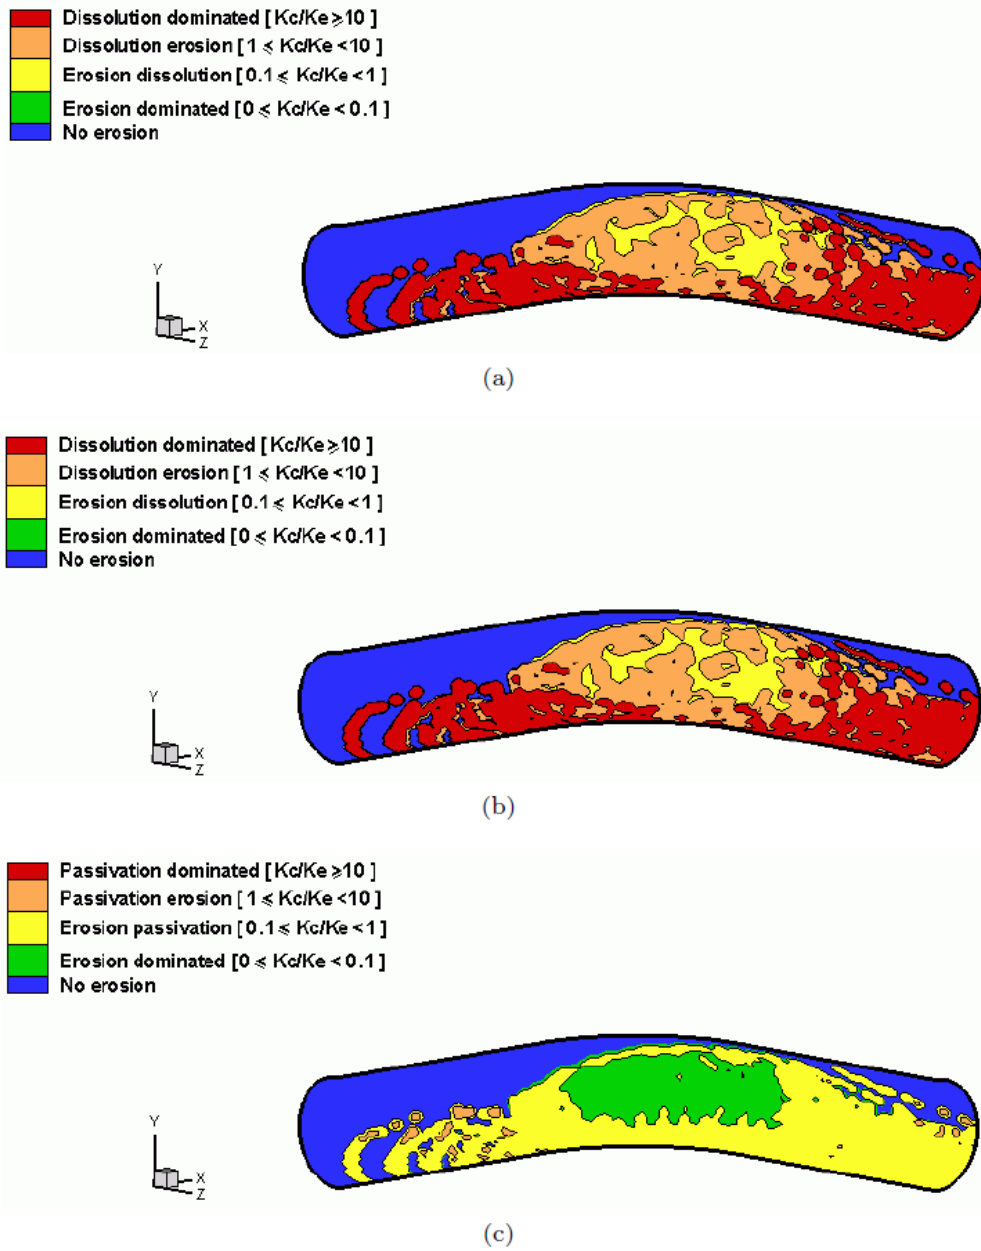 Dissolution dominated [ Kc/Ke ⩾ 10 ]
Dissolution erosion [ 1 ⩽ Kc/Ke < 10 ]
Erosion dissolution [ 0.1 ⩽ Kc/Ke < 1 ]
Erosion dominated [ 0 ⩽ Kc/Ke < 0.1 ]
No erosion
Y
X
Z
(a)
Dissolution dominated [ Kc/Ke ⩾ 10 ]
Dissolution erosion [ 1 ⩽ Kc/Ke < 10 ]
Erosion dissolution [ 0.1 ⩽ Kc/Ke < 1 ]
Erosion dominated [ 0 ⩽ Kc/Ke < 0.1 ]
No erosion
Y
X
Z
(b)
Passivation dominated [ Kc/Ke ⩾ 10 ]
Passivation erosion [ 1 ⩽ Kc/Ke < 10 ]
Erosion passivation [ 0.1 ⩽ Kc/Ke < 1 ]
Erosion dominated [ 0 ⩽ Kc/Ke < 0.1 ]
No erosion
Y
X
Z
(c)